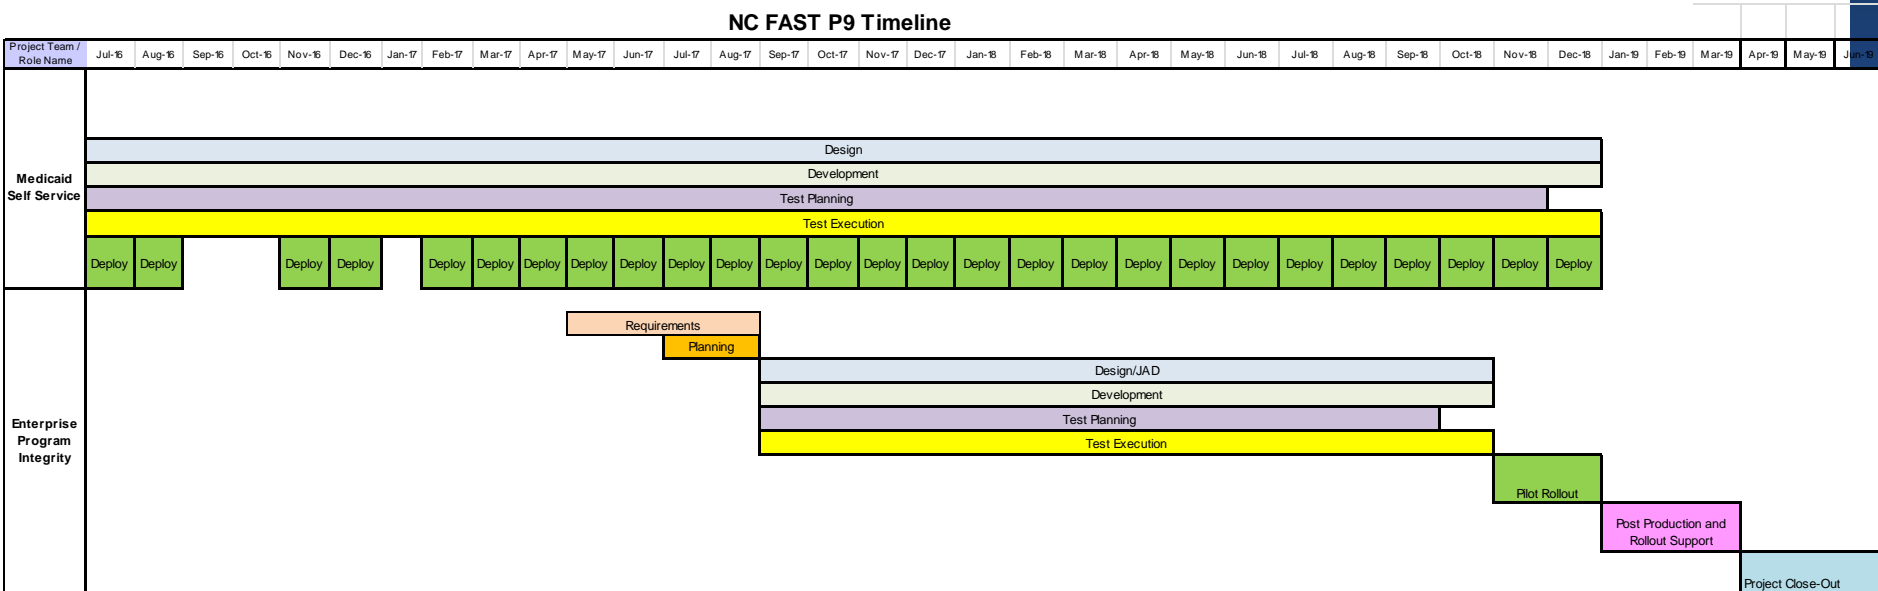 NC FAST P9 Timeline
Project Team /
Role Name
Jul-16 Aug-16 Sep-16 Oct-16 Nov-16 Dec-16 Jan-17 Feb-17 Mar-17 Apr-17 May-17 Jun-17 Jul-17 Aug-17 Sep-17 Oct-17 Nov-17 Dec-17 Jan-18 Feb-18 Mar-18 Apr-18 May-18 Jun-18 Jul-18 Aug-18 Sep-18 Oct-18 Nov-18 Dec-18 Jan-19 Feb-19 Mar-19 Apr-19 May-19 Jun-19
Medicaid
Self Service
Design
Development
Test Planning
Test Execution
Deploy Deploy Deploy Deploy Deploy Deploy Deploy Deploy Deploy Deploy Deploy Deploy Deploy Deploy Deploy Deploy Deploy Deploy Deploy Deploy Deploy Deploy Deploy Deploy Deploy Deploy Deploy
Enterprise
Program
Integrity
Requirements
Planning
Design/JAD
Development
Test Planning
Test Execution
Pilot Rollout
Post Production and
Rollout Support
Project Close-Out